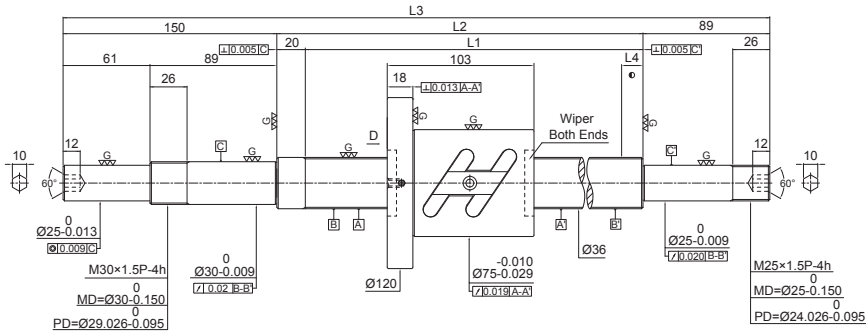 L3
150 L2 89
⊥ 0.005 C 20 L1 ⊥ 0.005 C' 26
61 89 103 L4
26 18 ⊥ 0.013 A-A'
G G G
D Wiper
Both Ends
12 G C G G G C' G 12
10 10
60° 60°
B A A' B'
0
Ø25-0.013
◎ 0.009 C
0
Ø30-0.009
0.02 B-B'
Ø120
-0.010
Ø75-0.029
0.019 A-A'
Ø36
0
Ø25-0.009
0.020 B-B'
M30×1.5P-4h
0
MD=Ø30-0.150
0
PD=Ø29.026-0.095
M25×1.5P-4h
0
MD=Ø25-0.150
0
PD=Ø24.026-0.095